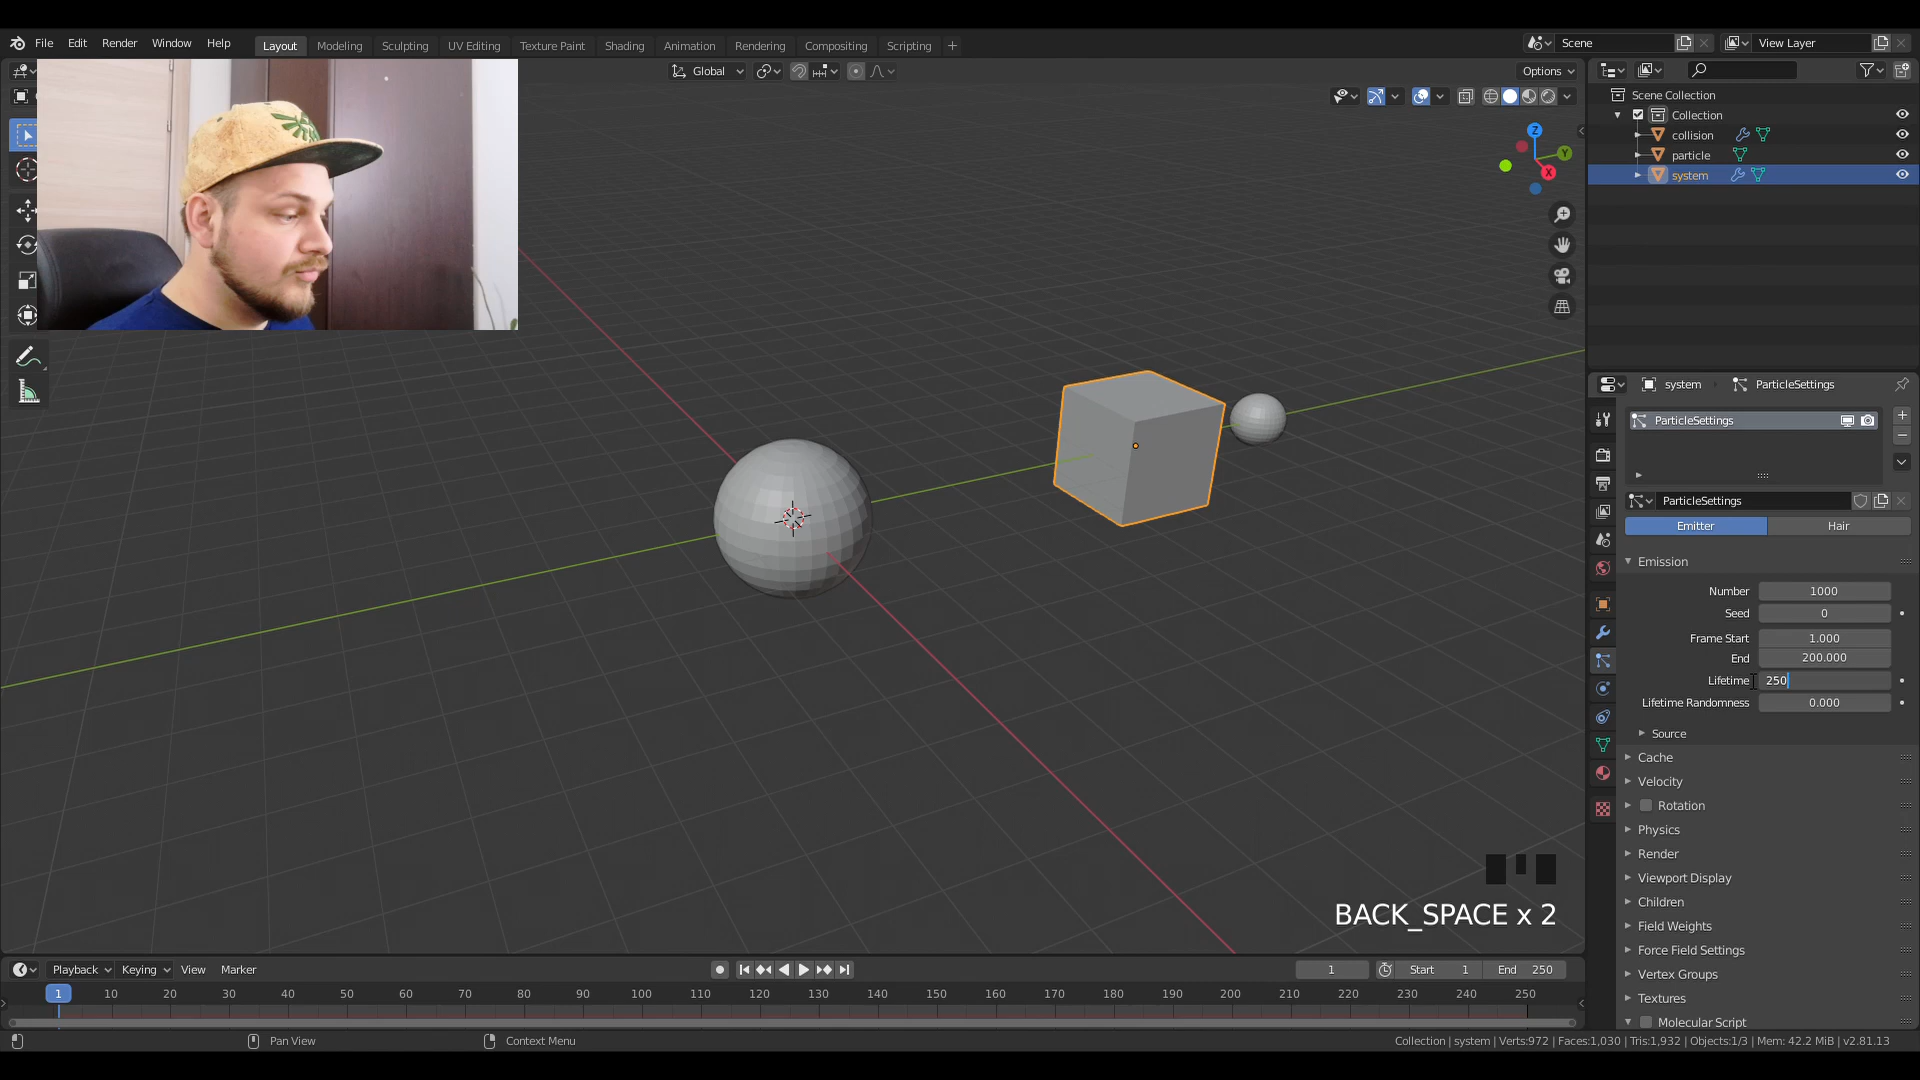 File Edit Render Window Help
Layout Modeling Sculpting UV Editing Texture Paint Shading Animation Rendering Compositing Scripting +
Scene
View Layer
Global
Options
Z
Y
X
Scene Collection
Collection
collision
particle
system
system ParticleSettings
ParticleSettings
ParticleSettings
Emitter Hair
Emission
Number 1000
Seed 0
Frame Start 1.000
End 200.000
Lifetime 250
Lifetime Randomness 0.000
Source
Cache
Velocity
Rotation
Physics
Render
Viewport Display
Children
Field Weights
Force Field Settings
Vertex Groups
Textures
Molecular Script
BACK_SPACE x 2
Playback Keying View Marker
1 Start 1 End 250
1 10 20 30 40 50 60 70 80 90 100 110 120 130 140 150 160 170 180 190 200 210 220 230 240 250
Pan View Context Menu
Collection | system | Verts:972 | Faces:1,030 | Tris:1,932 | Objects:1/3 | Mem: 42.2 MiB | v2.81.13